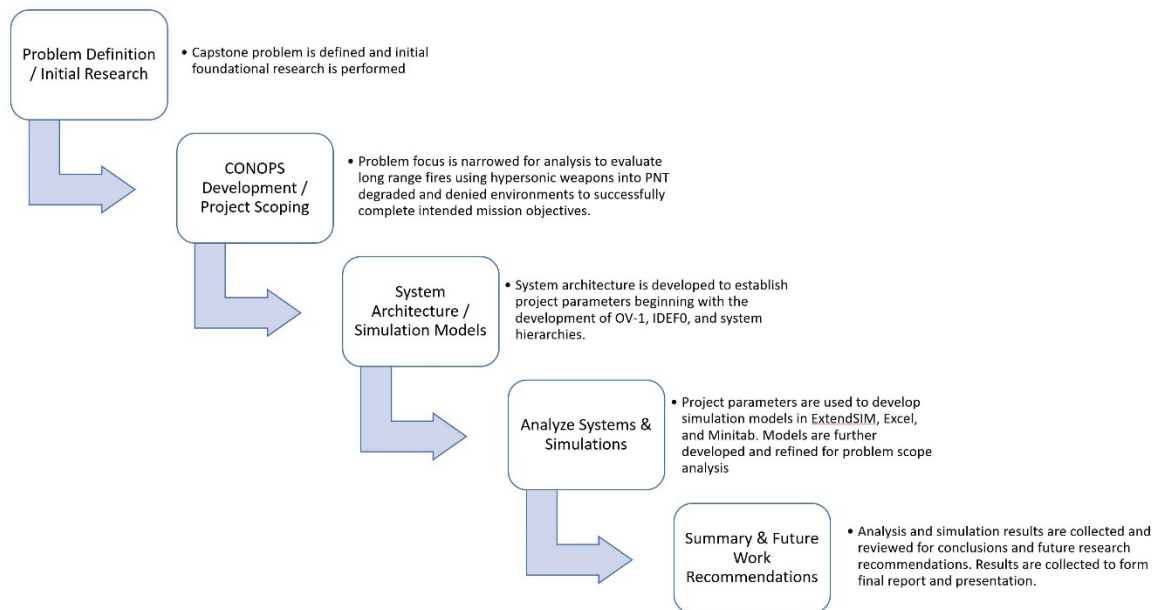 Problem Definition
/ Initial Research
• Capstone problem is defined and initial
foundational research is performed
CONOPS
Development /
Project Scoping
• Problem focus is narrowed for analysis to evaluate
long range fires using hypersonic weapons into PNT
degraded and denied environments to successfully
complete intended mission objectives.
System
Architecture /
Simulation Models
• System architecture is developed to establish
project parameters beginning with the
development of OV-1, IDEF0, and system
hierarchies.
Analyze Systems &
Simulations
• Project parameters are used to develop
simulation models in ExtendSIM, Excel,
and Minitab. Models are further
developed and refined for problem scope
analysis
Summary & Future
Work
Recommendations
• Analysis and simulation results are collected and
reviewed for conclusions and future research
recommendations. Results are collected to form
final report and presentation.